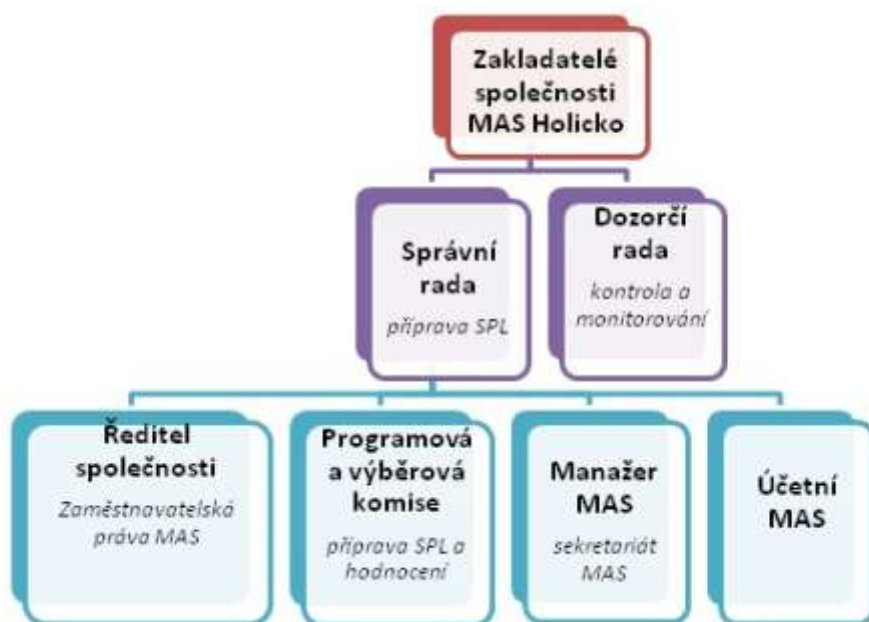 Zakladatelé
společnosti
MAS Holicko
Správní
rada
příprava SPL
Dozorčí
rada
kontrola a
monitorování
Ředitel
společnosti
Zaměstnavatelská
práva MAS
Programová
a výběrová
komise
příprava SPL a
hodnocení
Manažer
MAS
sekretariát
MAS
Účetní
MAS